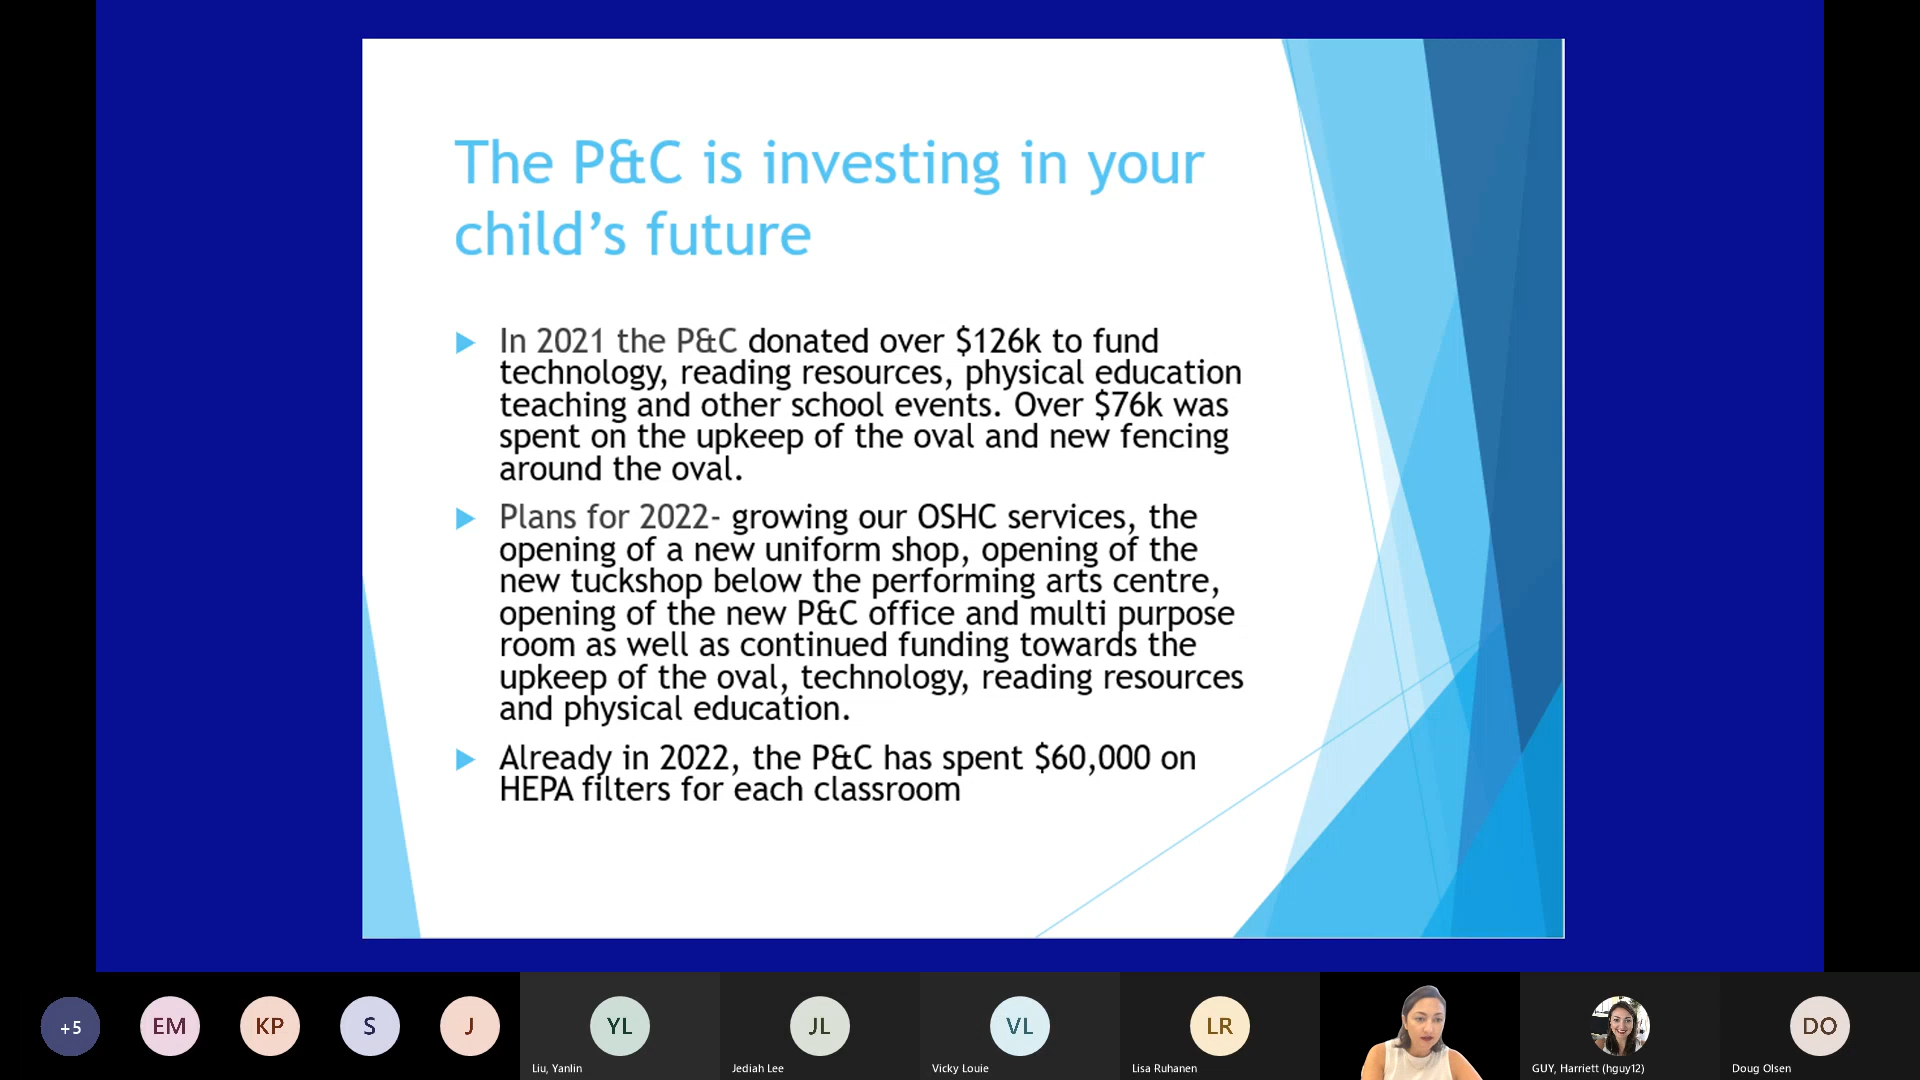 The P&C is investing in your
child’s future
In 2021 the P&C donated over $126k to fund
technology, reading resources, physical education
teaching and other school events. Over $76k was
spent on the upkeep of the oval and new fencing
around the oval.
Plans for 2022- growing our OSHC services, the
opening of a new uniform shop, opening of the
new tuckshop below the performing arts centre,
opening of the new P&C office and multi purpose
room as well as continued funding towards the
upkeep of the oval, technology, reading resources
and physical education.
Already in 2022, the P&C has spent $60,000 on
HEPA filters for each classroom
+5
EM
KP
S
J
YL
JL
VL
LR
DO
Liu, Yanlin
Jediah Lee
Vicky Louie
Lisa Ruhanen
GUY, Harriett (hguy12)
Doug Olsen